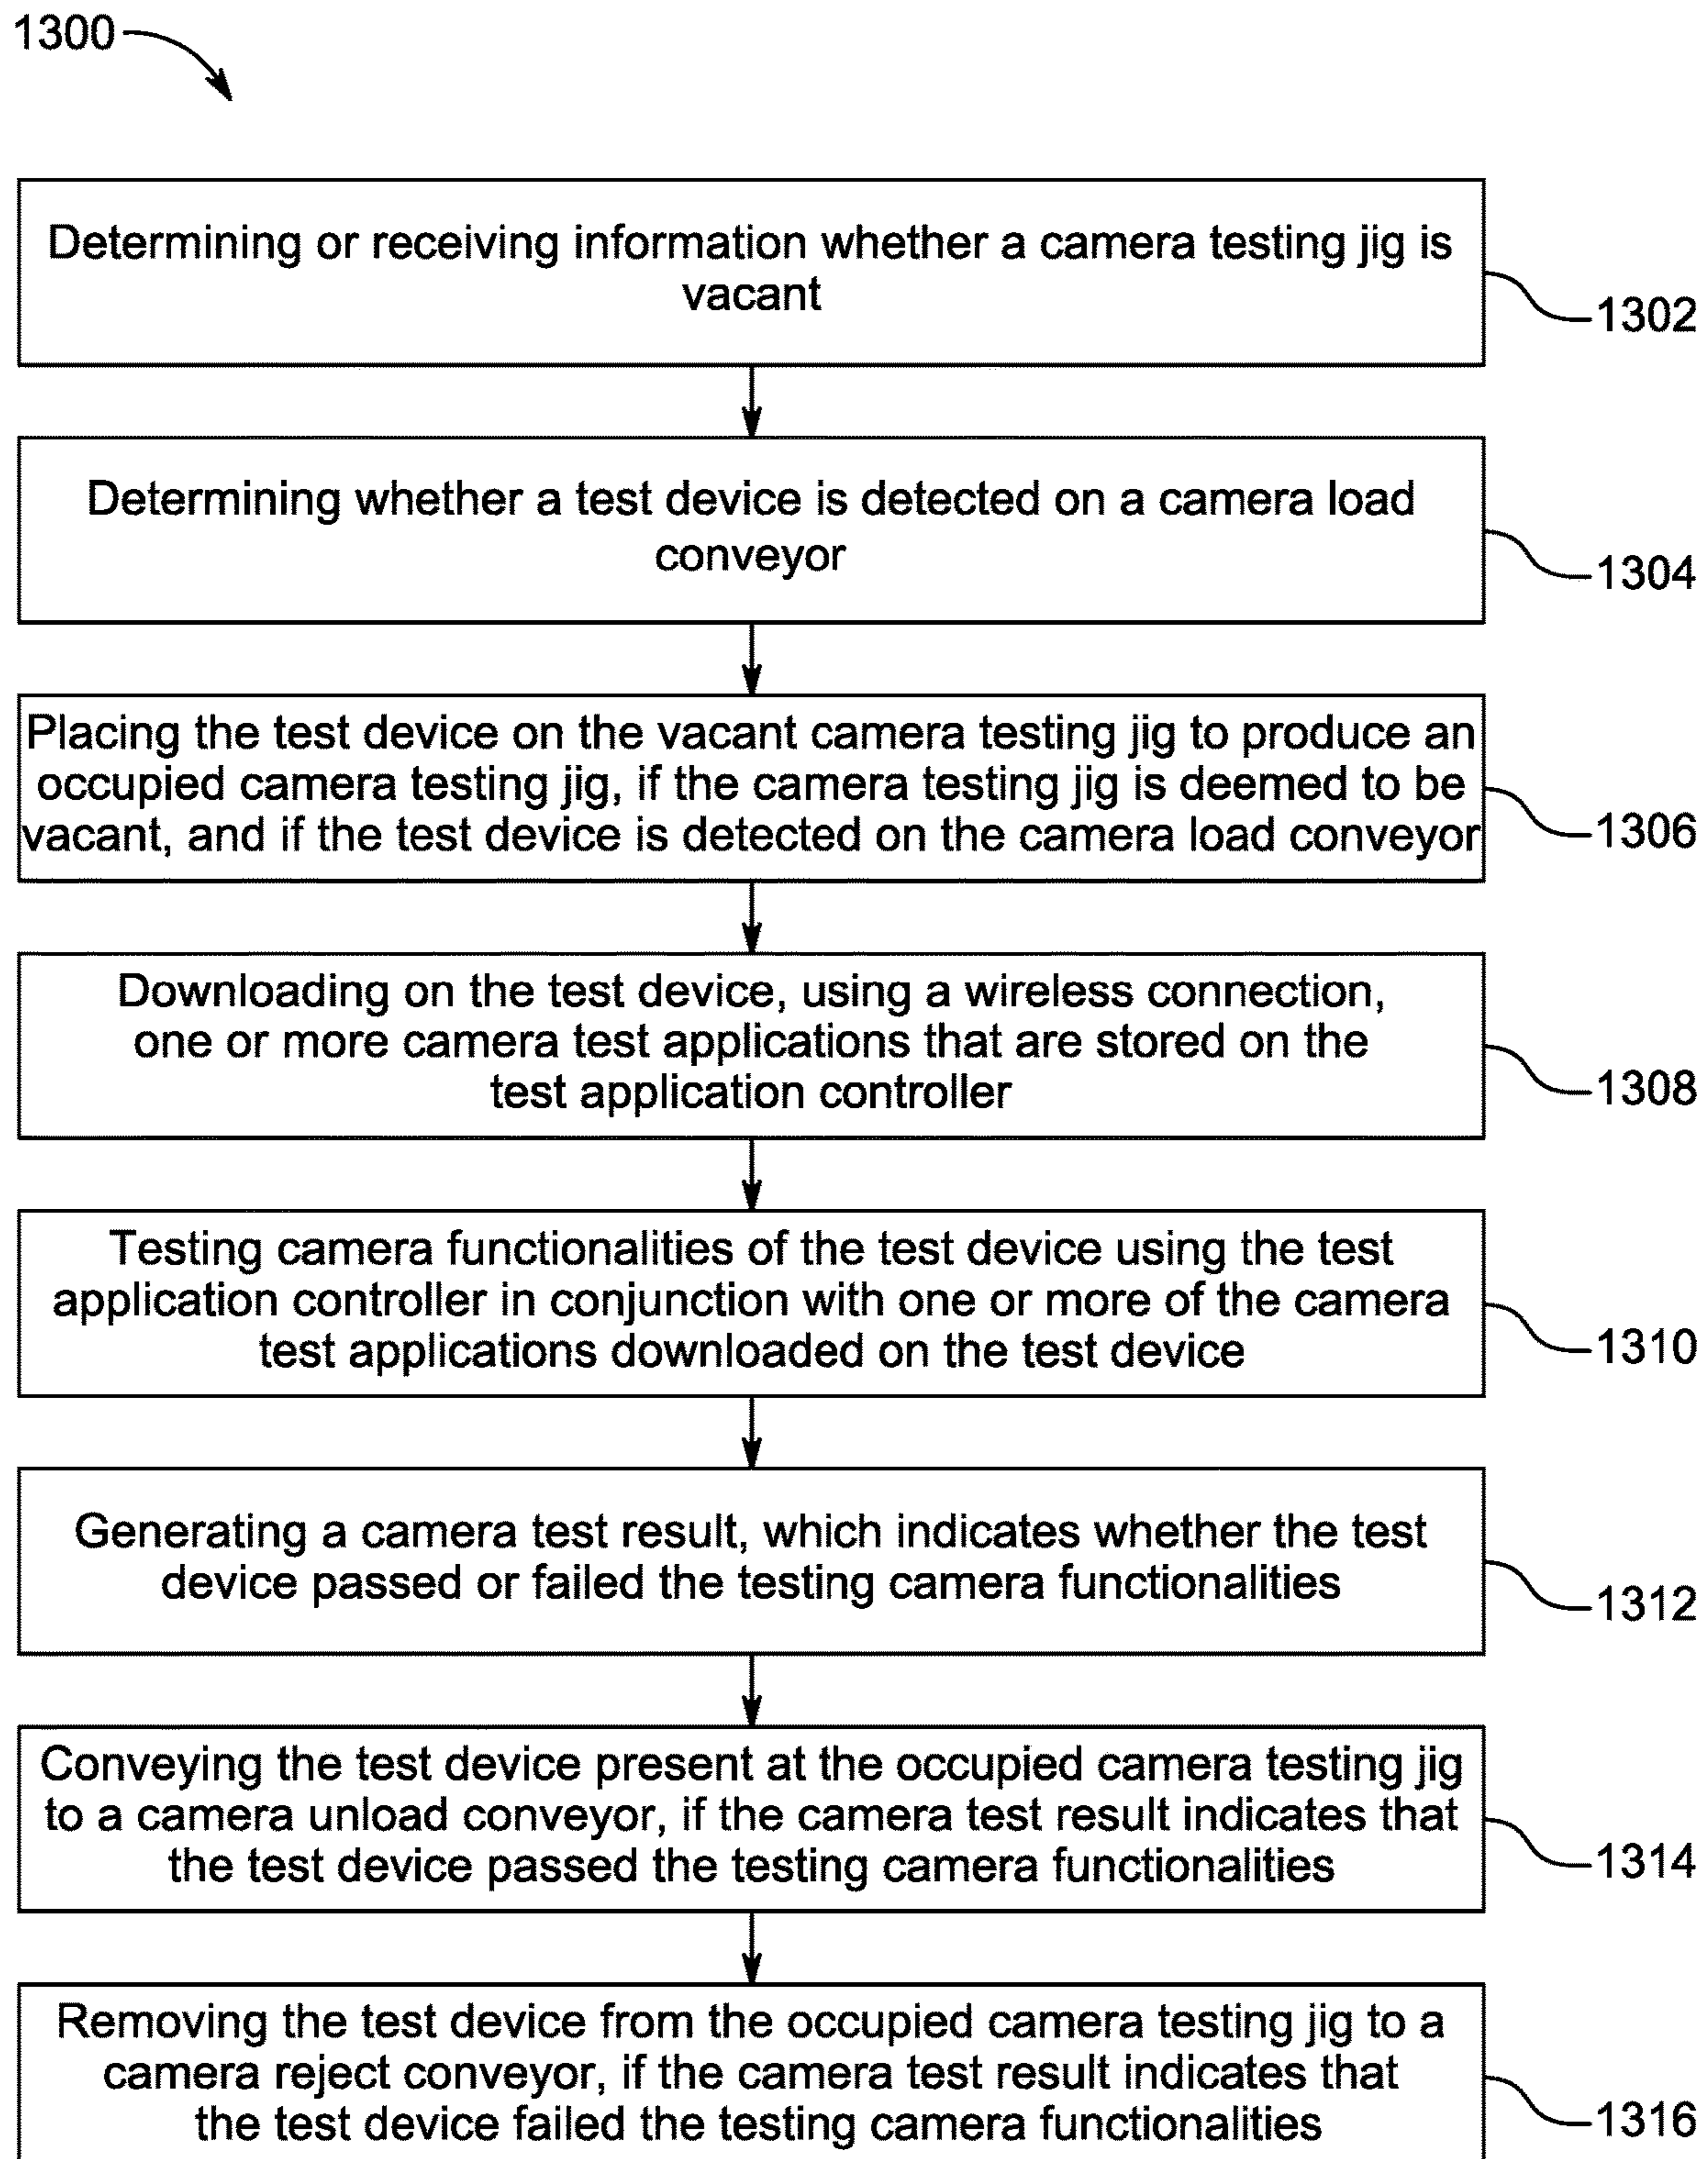 1300
Determining or receiving information whether a camera testing jig is
vacant
1302
Determining whether a test device is detected on a camera load
conveyor
1304
Placing the test device on the vacant camera testing jig to produce an
occupied camera testing jig, if the camera testing jig is deemed to be
vacant, and if the test device is detected on the camera load conveyor
1306
Downloading on the test device, using a wireless connection,
one or more camera test applications that are stored on the
test application controller
1308
Testing camera functionalities of the test device using the test
application controller in conjunction with one or more of the camera
test applications downloaded on the test device
1310
Generating a camera test result, which indicates whether the test
device passed or failed the testing camera functionalities
1312
Conveying the test device present at the occupied camera testing jig
to a camera unload conveyor, if the camera test result indicates that
the test device passed the testing camera functionalities
1314
Removing the test device from the occupied camera testing jig to a
camera reject conveyor, if the camera test result indicates that
the test device failed the testing camera functionalities
1316